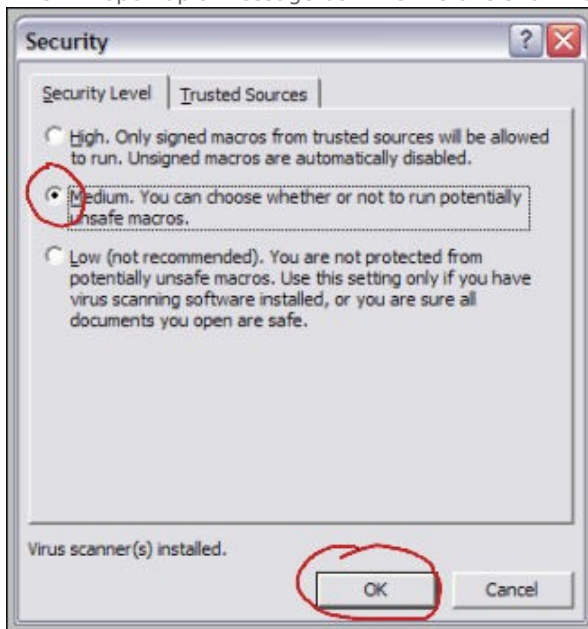 Security
Security Level Trusted Sources
High. Only signed macros from trusted sources will be allowed
to run. Unsigned macros are automatically disabled.
Medium. You can choose whether or not to run potentially
unsafe macros.
Low (not recommended). You are not protected from
potentially unsafe macros. Use this setting only if you have
virus scanning software installed, or you are sure all
documents you open are safe.
Virus scanner(s) installed.
OK Cancel